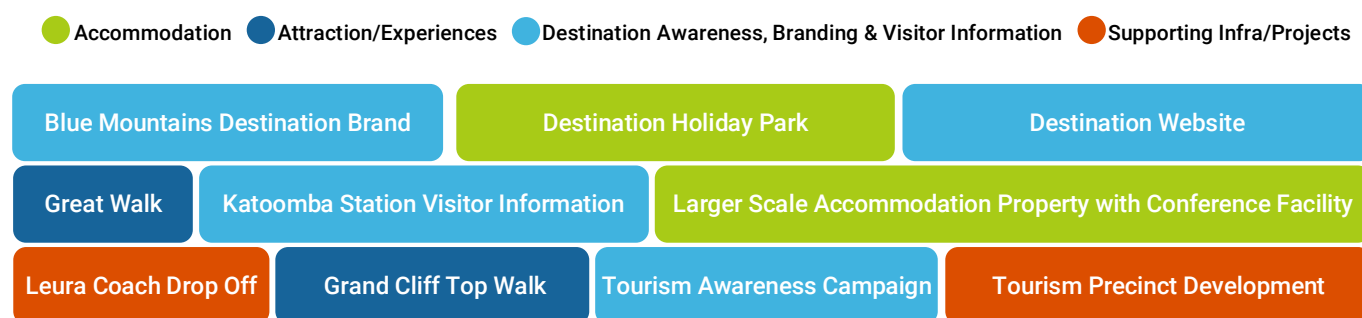 Accommodation Attraction/Experiences Destination Awareness, Branding & Visitor Information Supporting Infra/Projects
Blue Mountains Destination Brand Destination Holiday Park Destination Website
Great Walk Katoomba Station Visitor Information Larger Scale Accommodation Property with Conference Facility
Leura Coach Drop Off Grand Cliff Top Walk Tourism Awareness Campaign Tourism Precinct Development